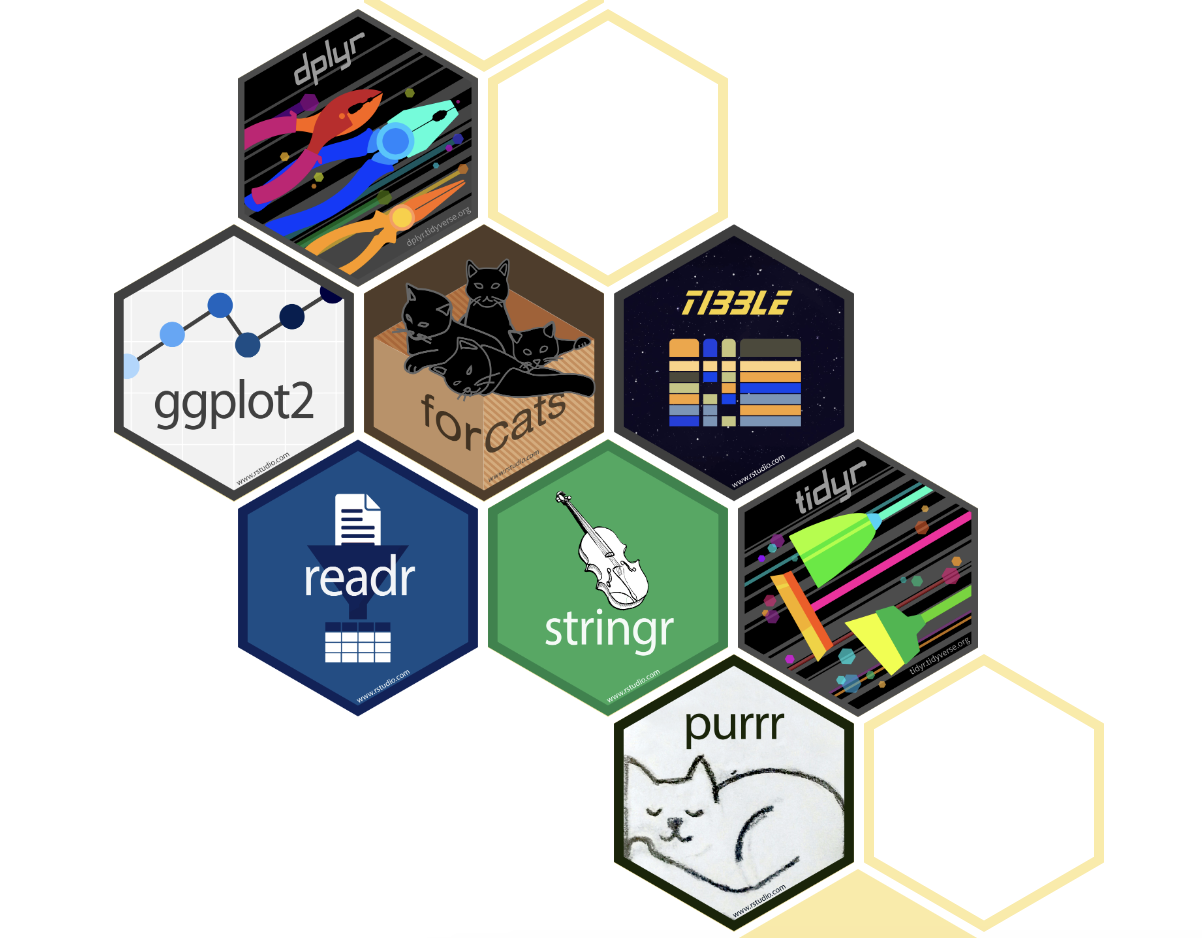 dplyr
dplyr.tidyverse.org
ggplot2
www.rstudio.com
forcats
www.rstudio.com
TIBBLE
www.rstudio.com
readr
www.rstudio.com
stringr
www.rstudio.com
tidyr
tidyr.tidyverse.org
purrr
www.rstudio.com